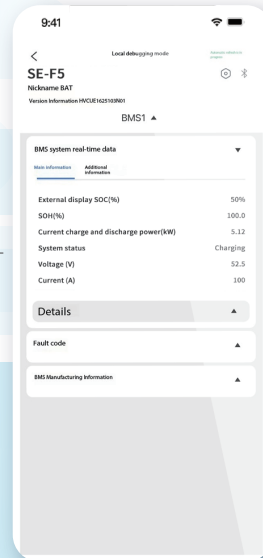 9:41
Local debugging mode
SE-F5
Nickname BAT
Version Information HVCUE1625103N01
BMS1 ▲
BMS system real-time data ▼
Main information Additional
information
External display SOC(%) 50%
SOH(%) 100.0
Current charge and discharge power(kW) 5.12
System status Charging
Voltage (V) 52.5
Current (A) 100
Details ▲
Fault code ▲
BMS Manufacturing Information ▲